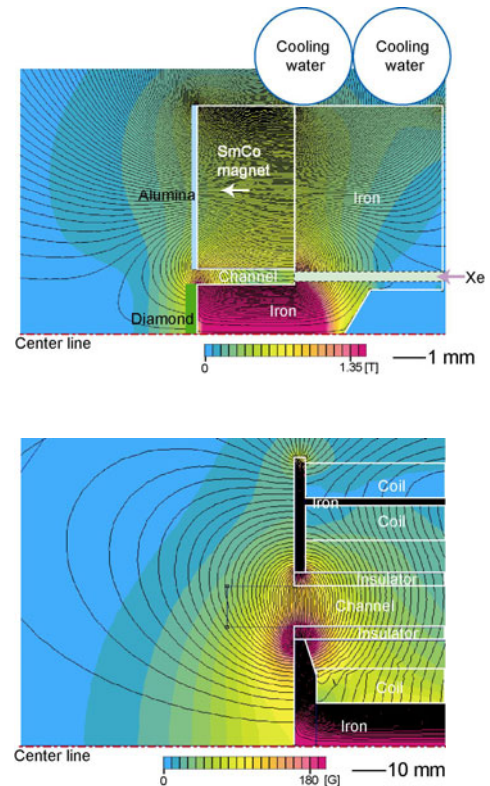 Cooling
water
Cooling
water
SmCo
magnet
Alumina
Iron
Channel
Xe
Iron
Diamond
Center line
0
1.35 [T]
1 mm
Coil
Iron
Coil
Insulator
Channel
Insulator
Coil
Iron
Center line
0
180 [G]
10 mm